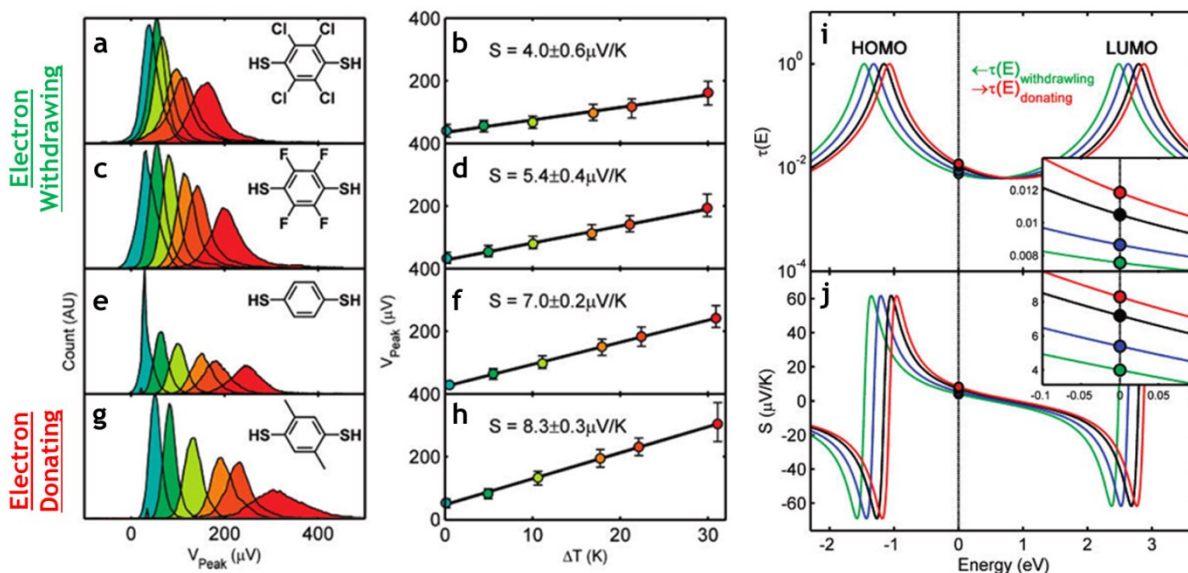 Electron
Withdrawing
Electron
Donating
a
Cl
Cl
HS
SH
Cl
Cl
c
F
F
HS
SH
F
F
e
HS
SH
g
HS
SH
Count (AU)
0
200
400
V_Peak (μV)
b
S = 4.0±0.6μV/K
400
200
d
S = 5.4±0.4μV/K
400
200
f
S = 7.0±0.2μV/K
400
200
h
S = 8.3±0.3μV/K
400
200
0
V_Peak (μV)
0
10
20
30
ΔT (K)
i
HOMO
LUMO
←τ(E)withdrawling
→τ(E)donating
10^0
10^-2
10^-4
τ(E)
0.012
0.01
0.008
j
60
40
20
0
-20
-40
-60
S (μV/K)
8
6
4
-0.1
-0.05
0
0.05
-2
-1
0
1
2
3
Energy (eV)